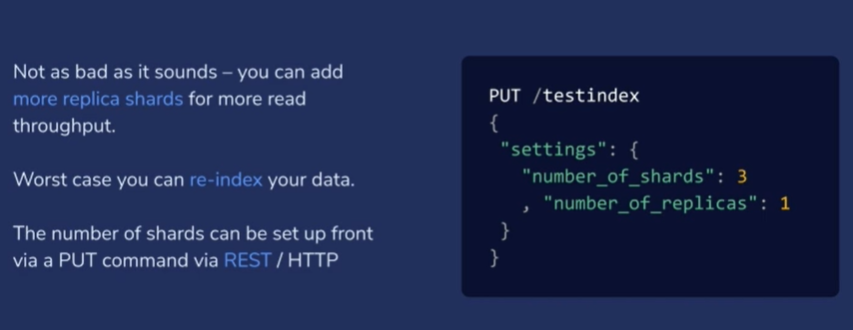 Not as bad as it sounds – you can add
more replica shards for more read
throughput.
Worst case you can re-index your data.
The number of shards can be set up front
via a PUT command via REST / HTTP
PUT /testindex
{
"settings": {
"number_of_shards": 3
, "number_of_replicas": 1
}
}